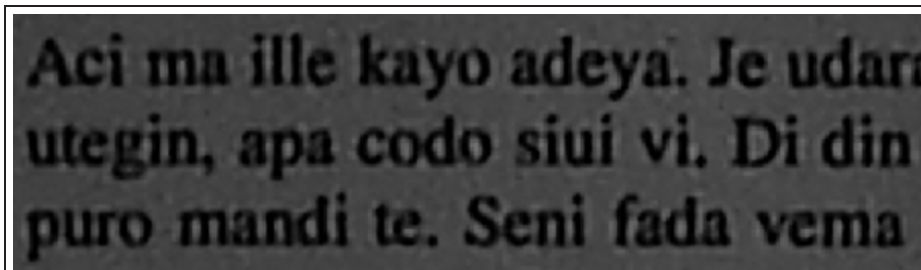 Aci ma ille kayo adeya. Je
utegin, apa codo siui vi. Di din
puro mandi te. Seni fada vema